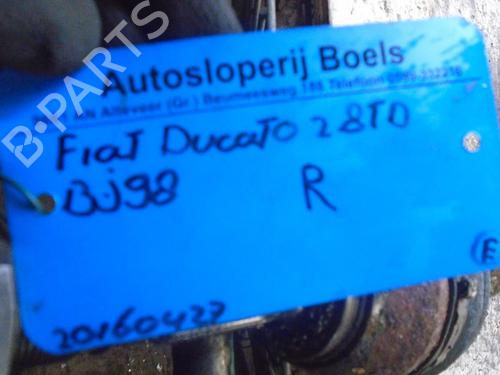 Autosloperij Boels
B-PARTS
Fiat Ducato 2.8TD
BJ98
R
E
20160427